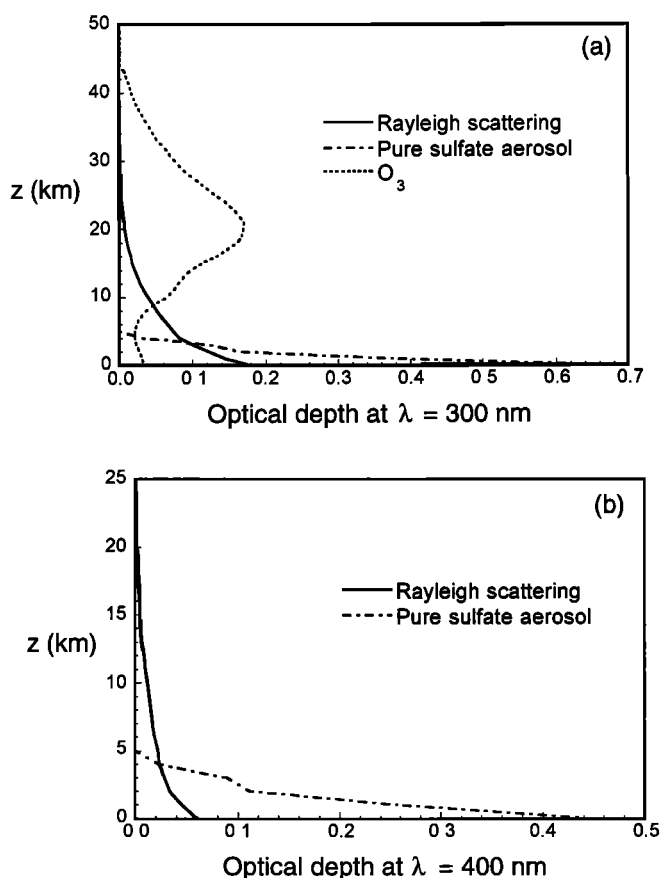 50
(a)
40
Rayleigh scattering
Pure sulfate aerosol
30
O3
z (km)
20
10
0
0.0 0 1 0.2 0.3 0.4 0.5 0.6 0.7
Optical depth at λ = 300 nm
25
(b)
20
Rayleigh scattering
15
Pure sulfate aerosol
z (km)
10
5
0
0 0 0 1 0.2 0.3 0.4 0.5
Optical depth at λ = 400 nm